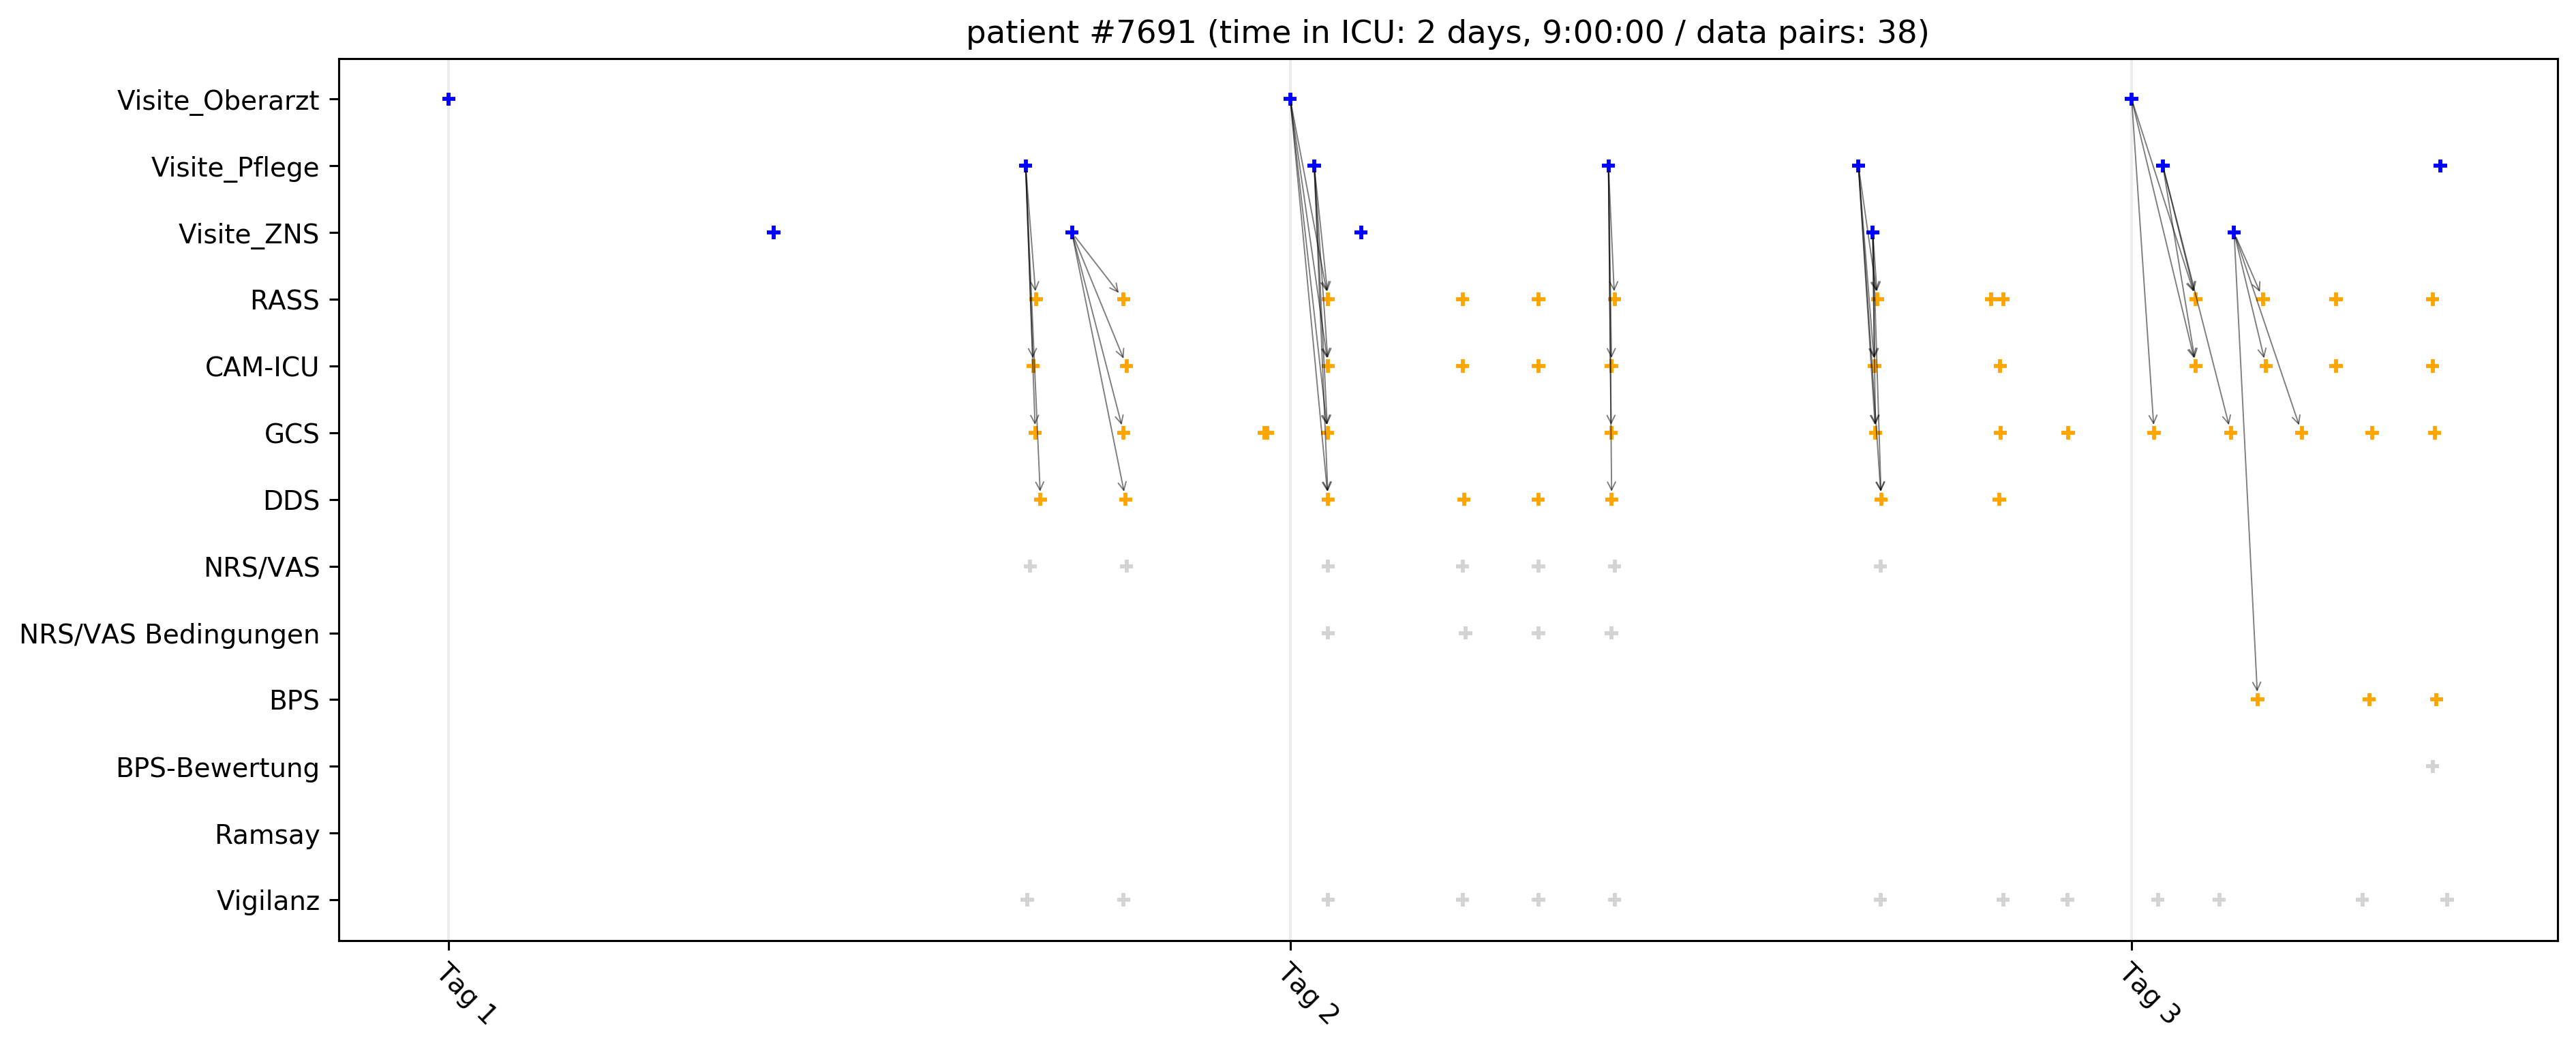 patient #7691 (time in ICU: 2 days, 9:00:00 / data pairs: 38)
Visite_Oberarzt
Visite_Pflege
Visite_ZNS
RASS
CAM-ICU
GCS
DDS
NRS/VAS
NRS/VAS Bedingungen
BPS
BPS-Bewertung
Ramsay
Vigilanz
Tag 1
Tag 2
Tag 3